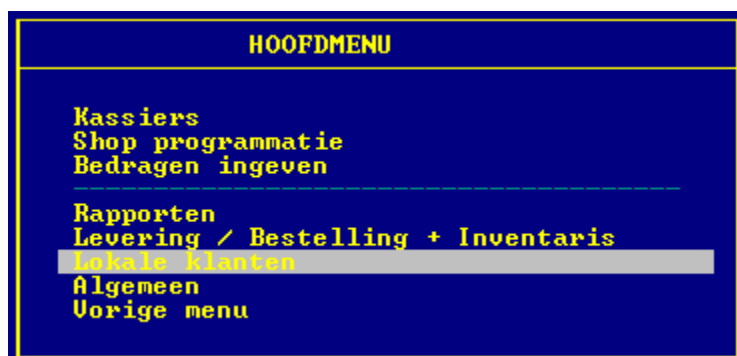 HOOFDMENU
Kassiers
Shop programmatie
Bedragen ingeven
Rapporten
Levering / Bestelling + Inventaris
Lokale klanten
Algemeen
Vorige menu